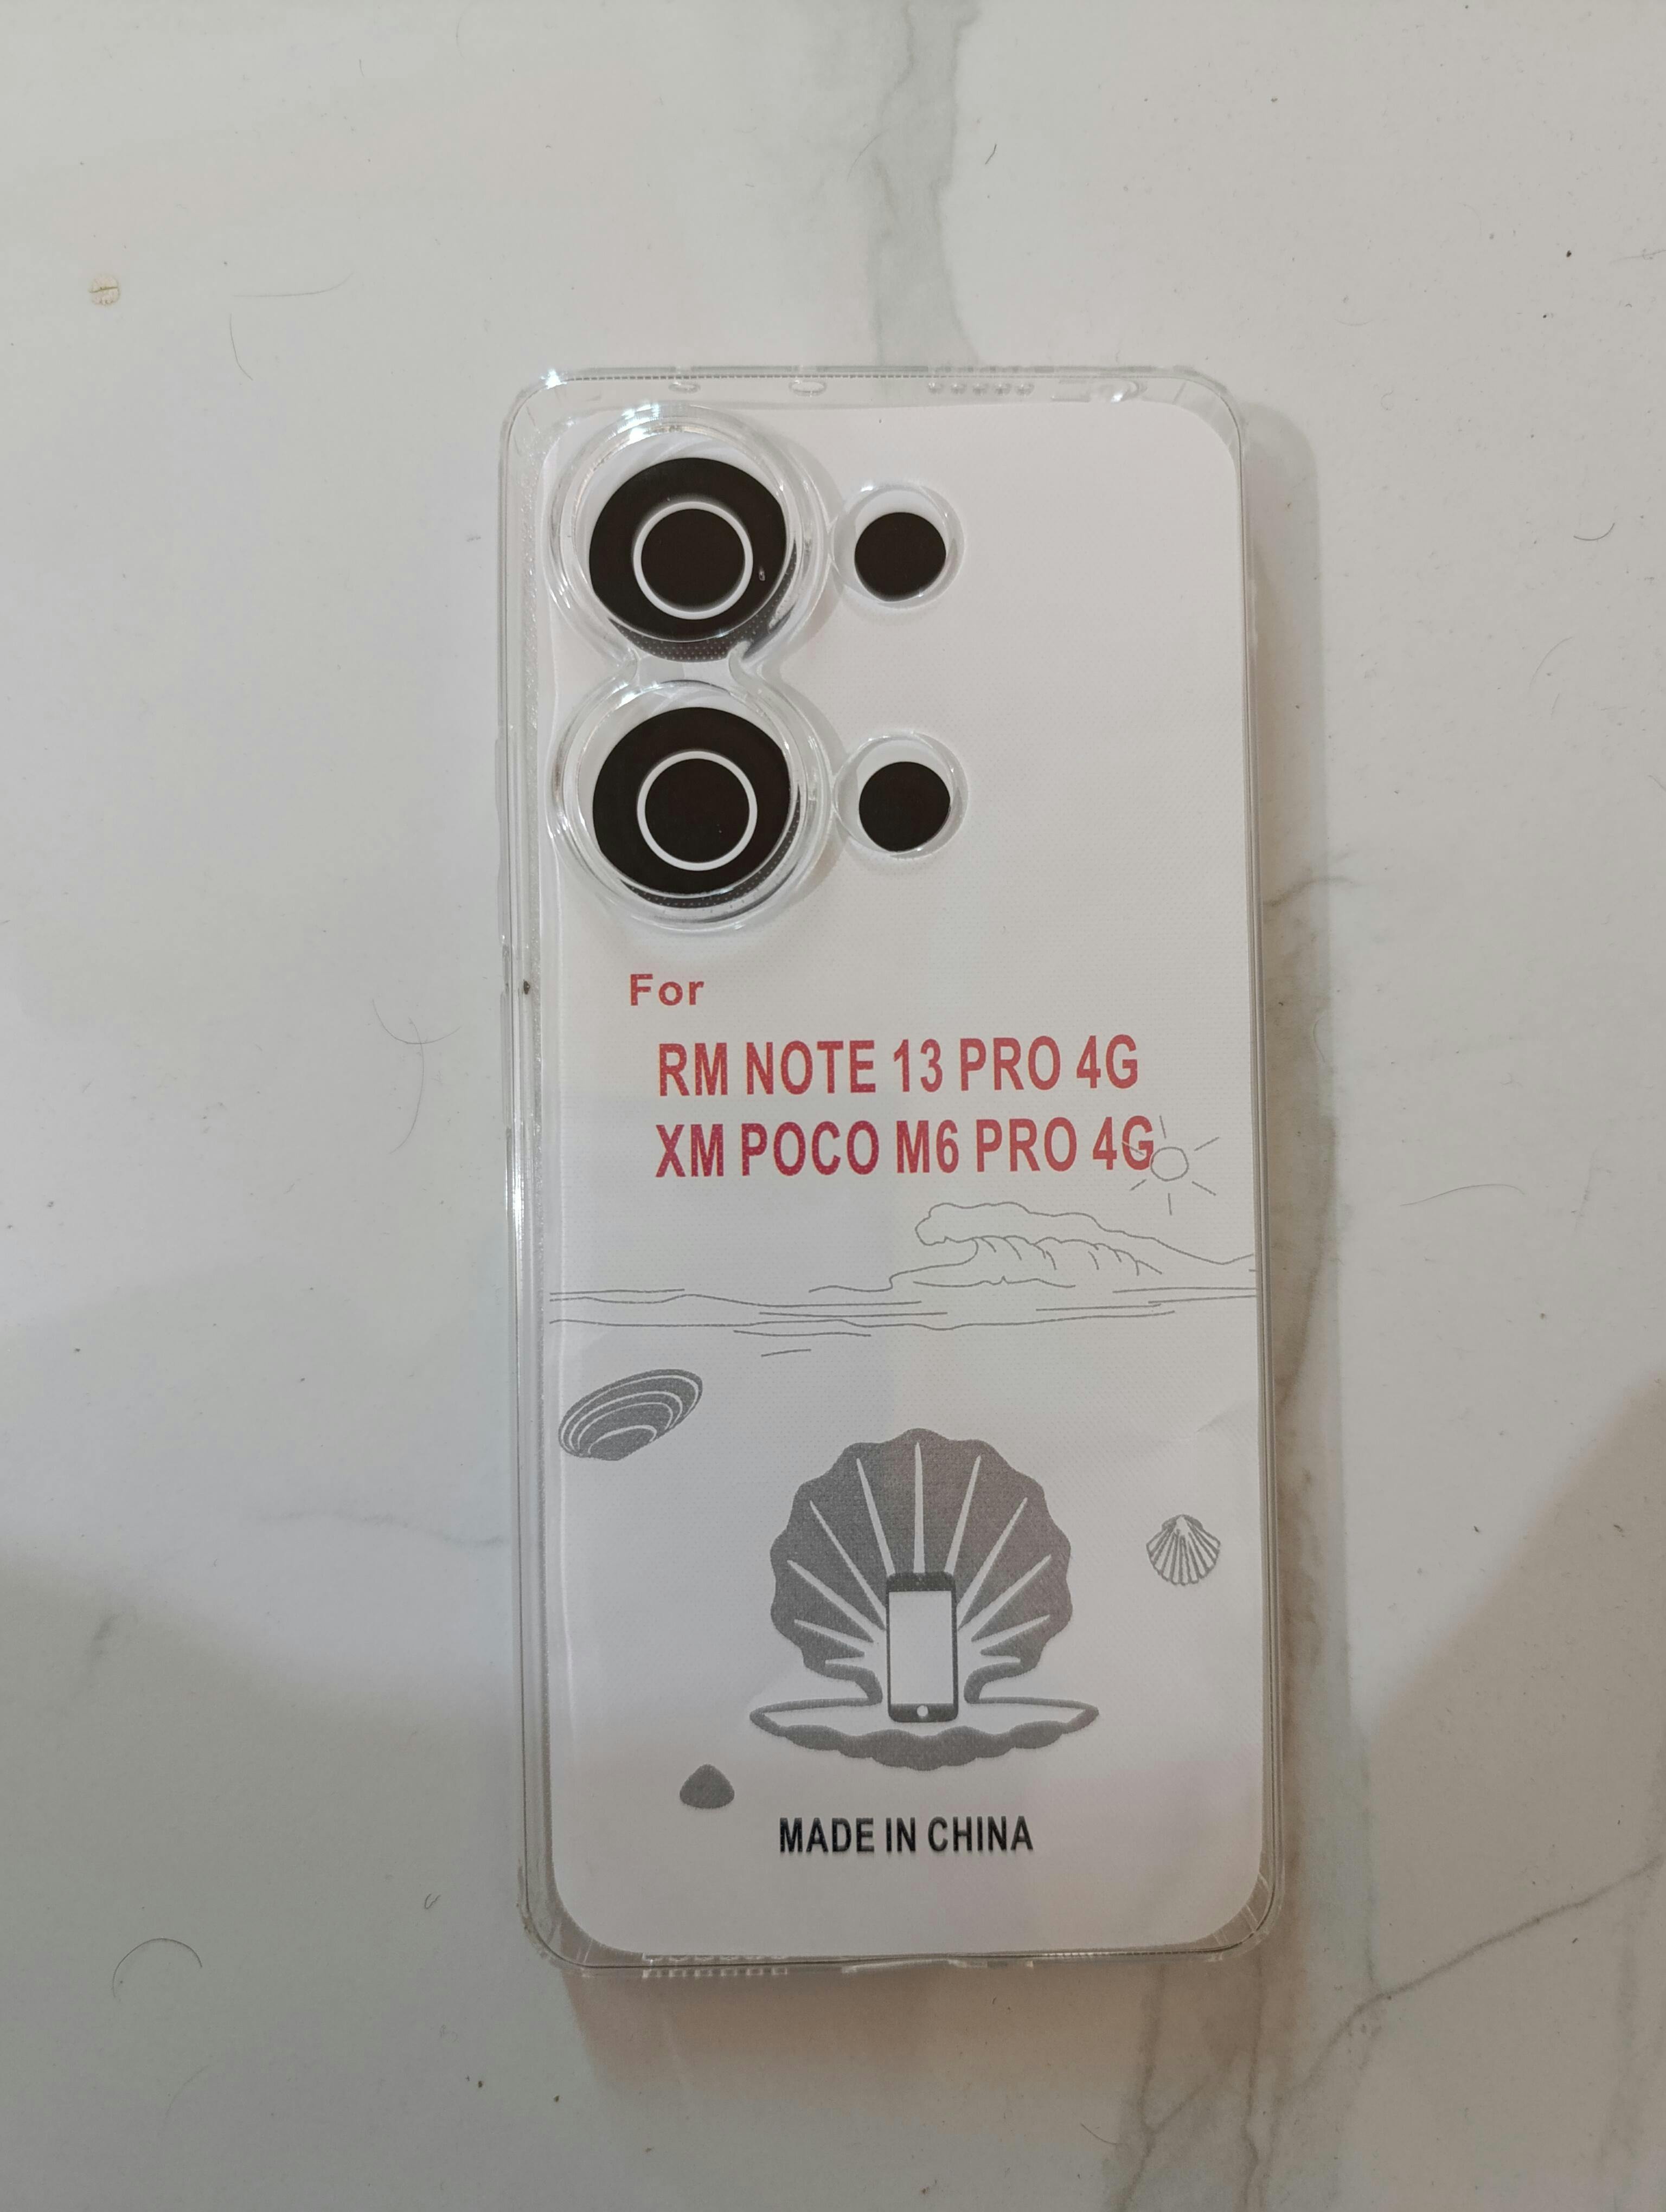 For
RM NOTE 13 PRO 4G
XM POCO M6 PRO 4G
MADE IN CHINA